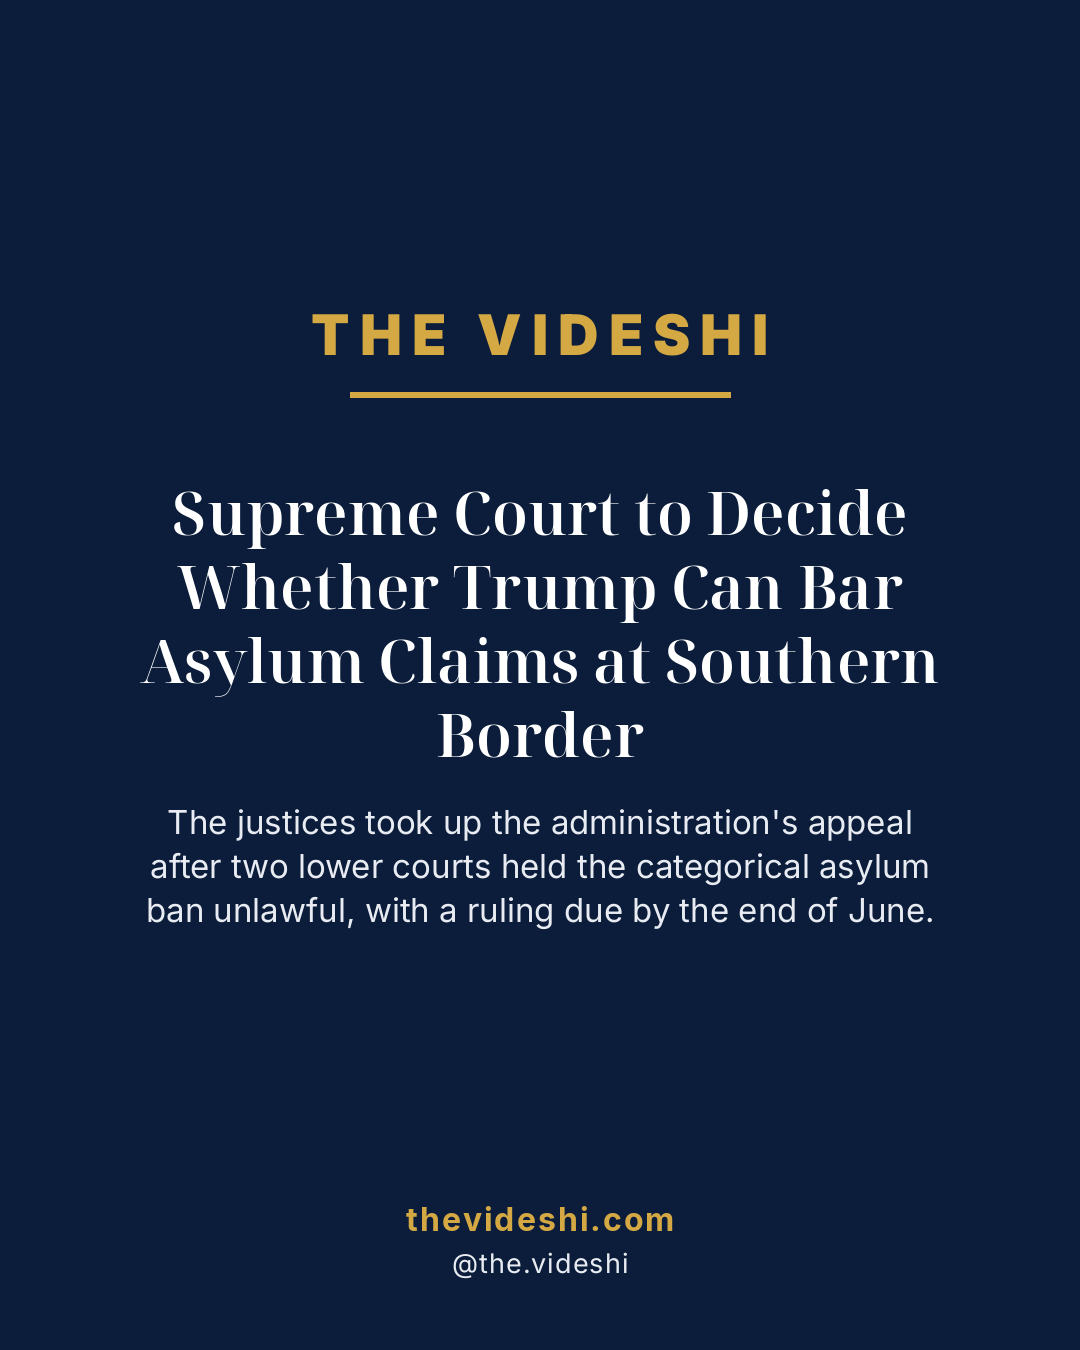 THE VIDESHI
Supreme Court to Decide
Whether Trump Can Bar
Asylum Claims at Southern
Border
The justices took up the administration's appeal
after two lower courts held the categorical asylum
ban unlawful, with a ruling due by the end of June.
thevideshi.com
@the.videshi